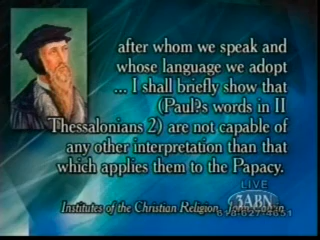 after whom we speak and
whose language we adopt
... I shall briefly show that
(Paul?s words in II
Thessalonians 2) are not capable of
any other interpretation than that
which applies them to the Papacy.
Institutes of the Christian Religion
LIVE
3ABN